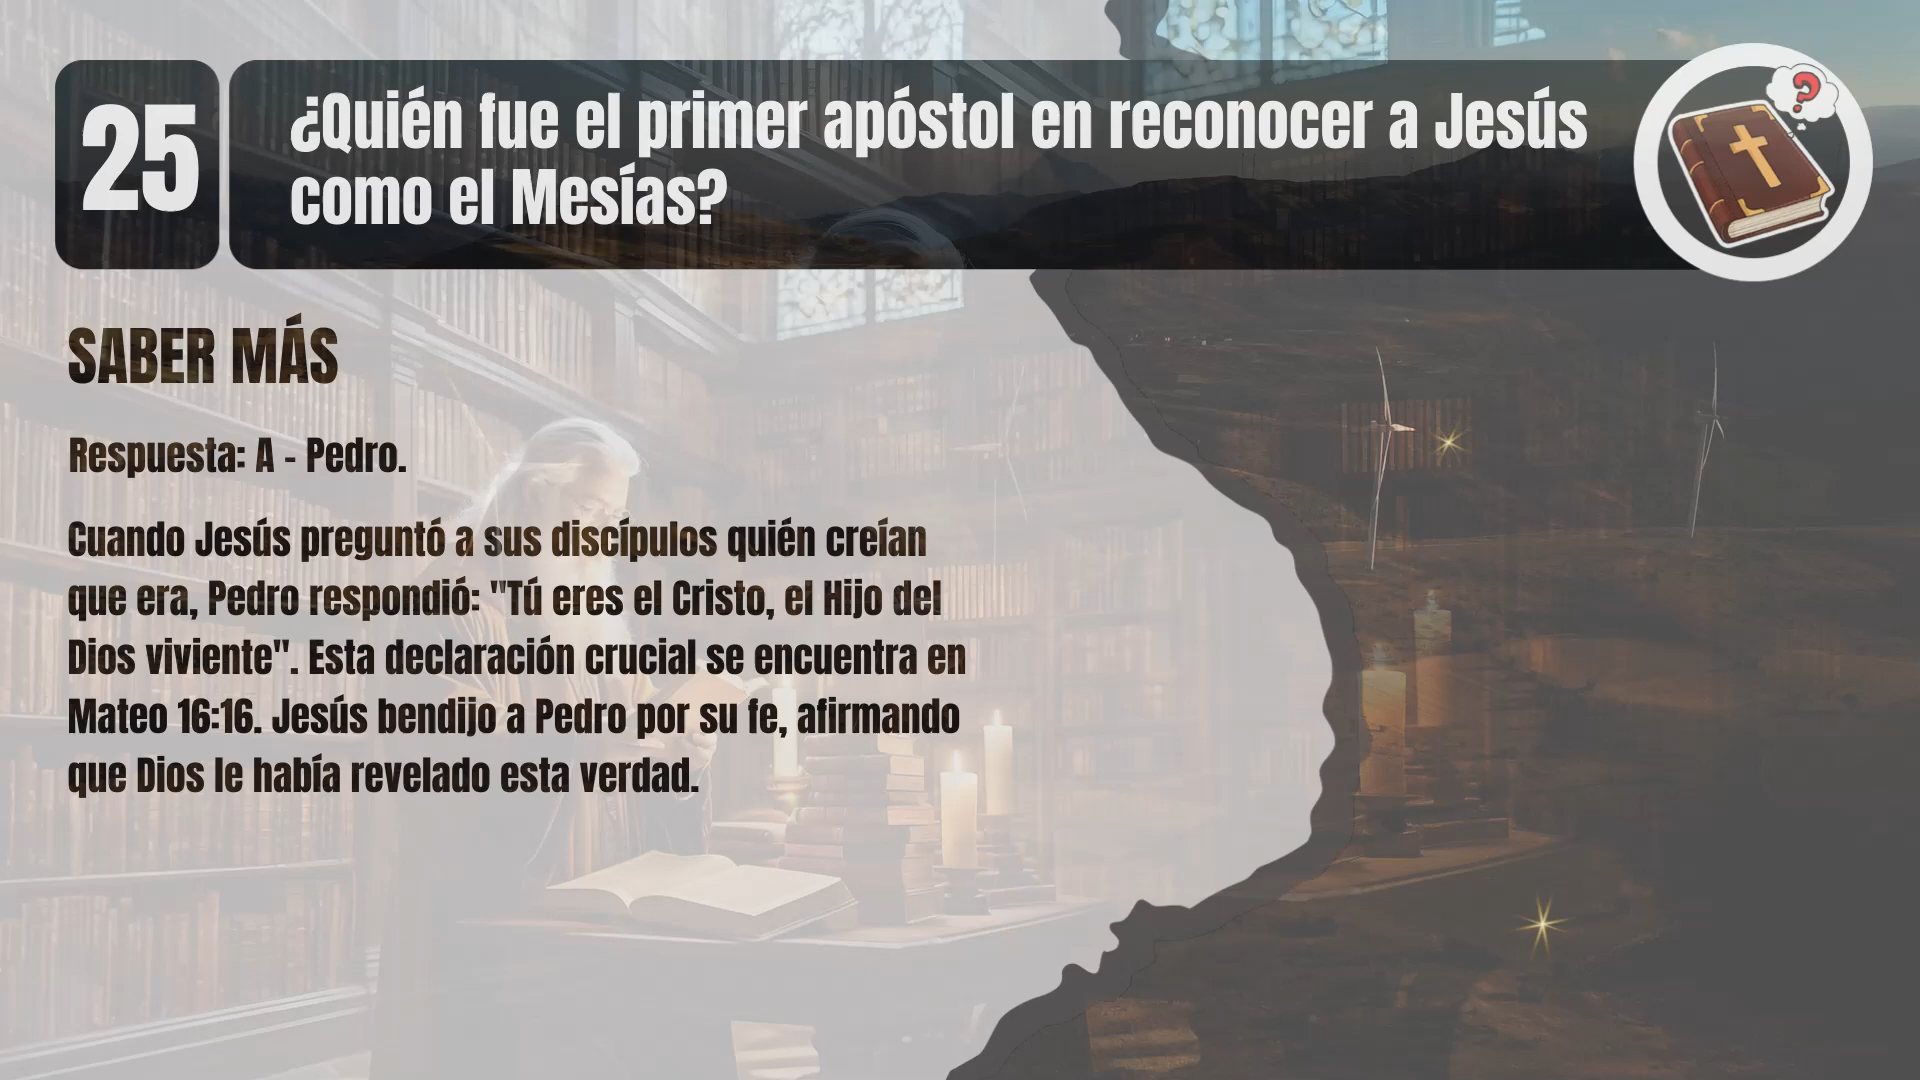 25
¿Quién fue el primer apóstol en reconocer a Jesús
como el Mesías?
?
SABER MÁS
Respuesta: A - Pedro.
Cuando Jesús preguntó a sus discípulos quién creían
que era, Pedro respondió: "Tú eres el Cristo, el Hijo del
Dios viviente". Esta declaración crucial se encuentra en
Mateo 16:16. Jesús bendijo a Pedro por su fe, afirmando
que Dios le había revelado esta verdad.